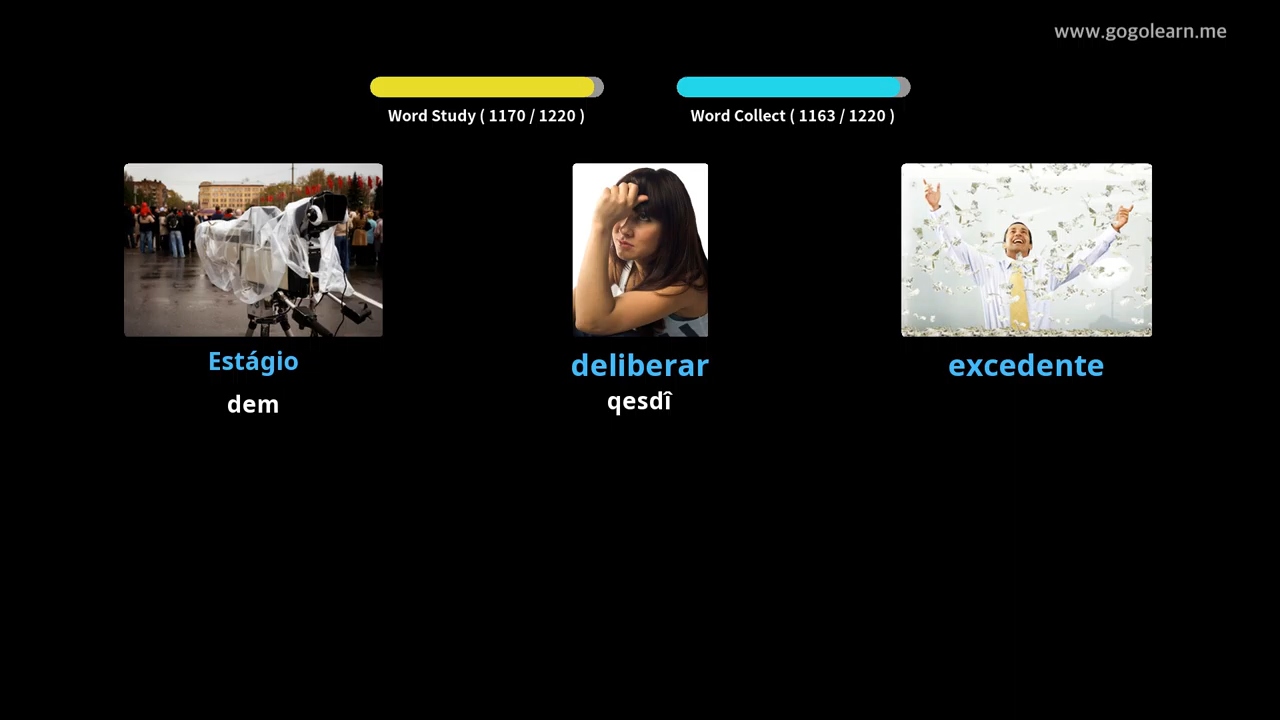 www.gogolearn.me
Word Study ( 1170 / 1220 )
Word Collect ( 1163 / 1220 )
Estágio
deliberar
excedente
dem
qesdî